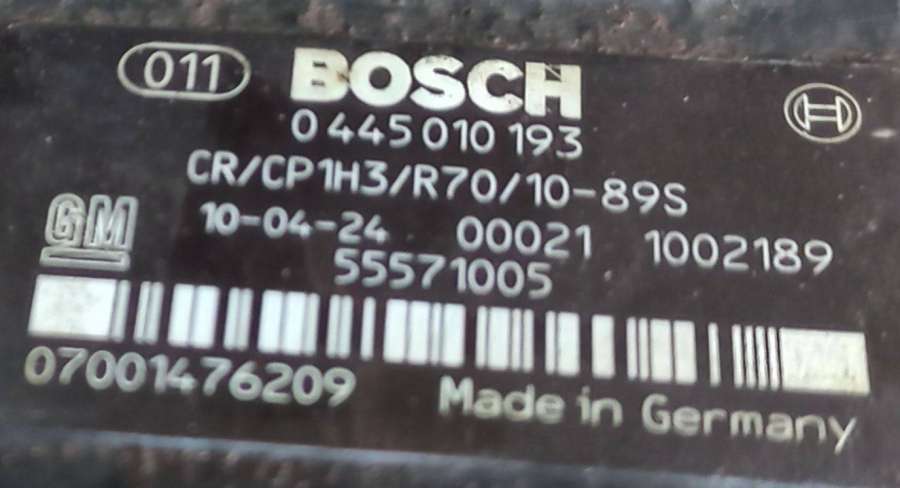 011 BOSCH
0 445 010 193
CR/CP1H3/R70/10-89S
GM 10-04-24 00021 1002189
55571005
07001476209 Made in Germany